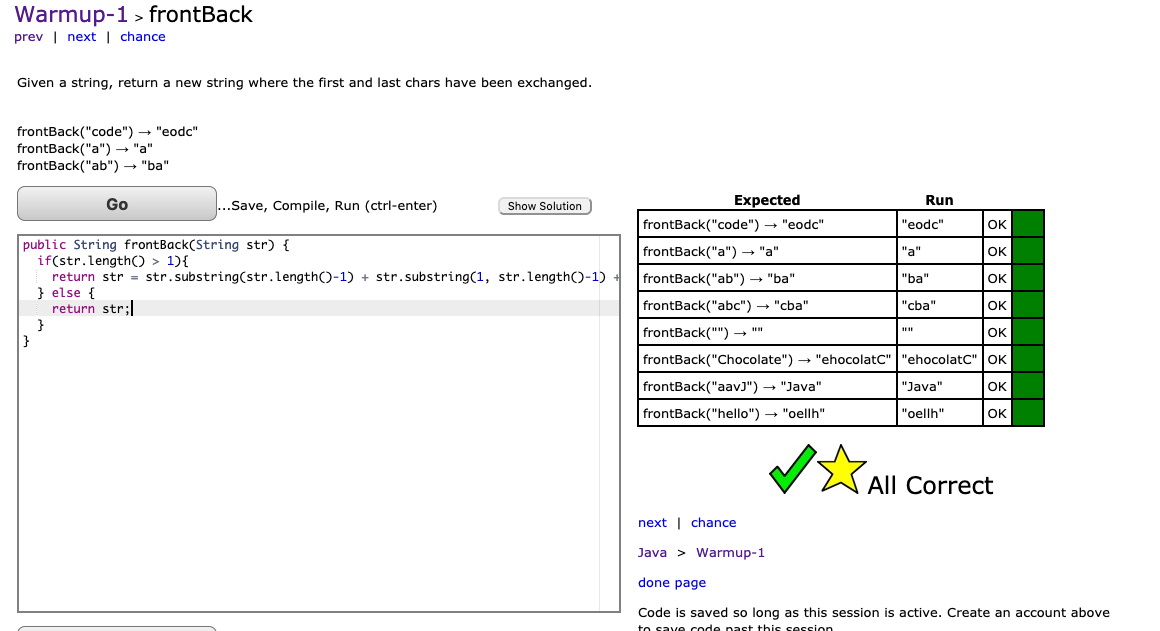 Warmup-1 > frontBack
prev | next | chance
Given a string, return a new string where the first and last chars have been exchanged.
frontBack("code") → "eodc"
frontBack("a") → "a"
frontBack("ab") → "ba"
Go
...Save, Compile, Run (ctrl-enter)
Show Solution
public String frontBack(String str) {
  if(str.length() > 1){
    return str = str.substring(str.length()-1) + str.substring(1, str.length()-1) +
  } else {
    return str;
  }
}
Expected Run
frontBack("code") → "eodc" "eodc" OK
frontBack("a") → "a" "a" OK
frontBack("ab") → "ba" "ba" OK
frontBack("abc") → "cba" "cba" OK
frontBack("") → "" "" OK
frontBack("Chocolate") → "ehocolatC" "ehocolatC" OK
frontBack("aavJ") → "Java" "Java" OK
frontBack("hello") → "oellh" "oellh" OK
All Correct
next | chance
Java > Warmup-1
done page
Code is saved so long as this session is active. Create an account above
to save code past this session.